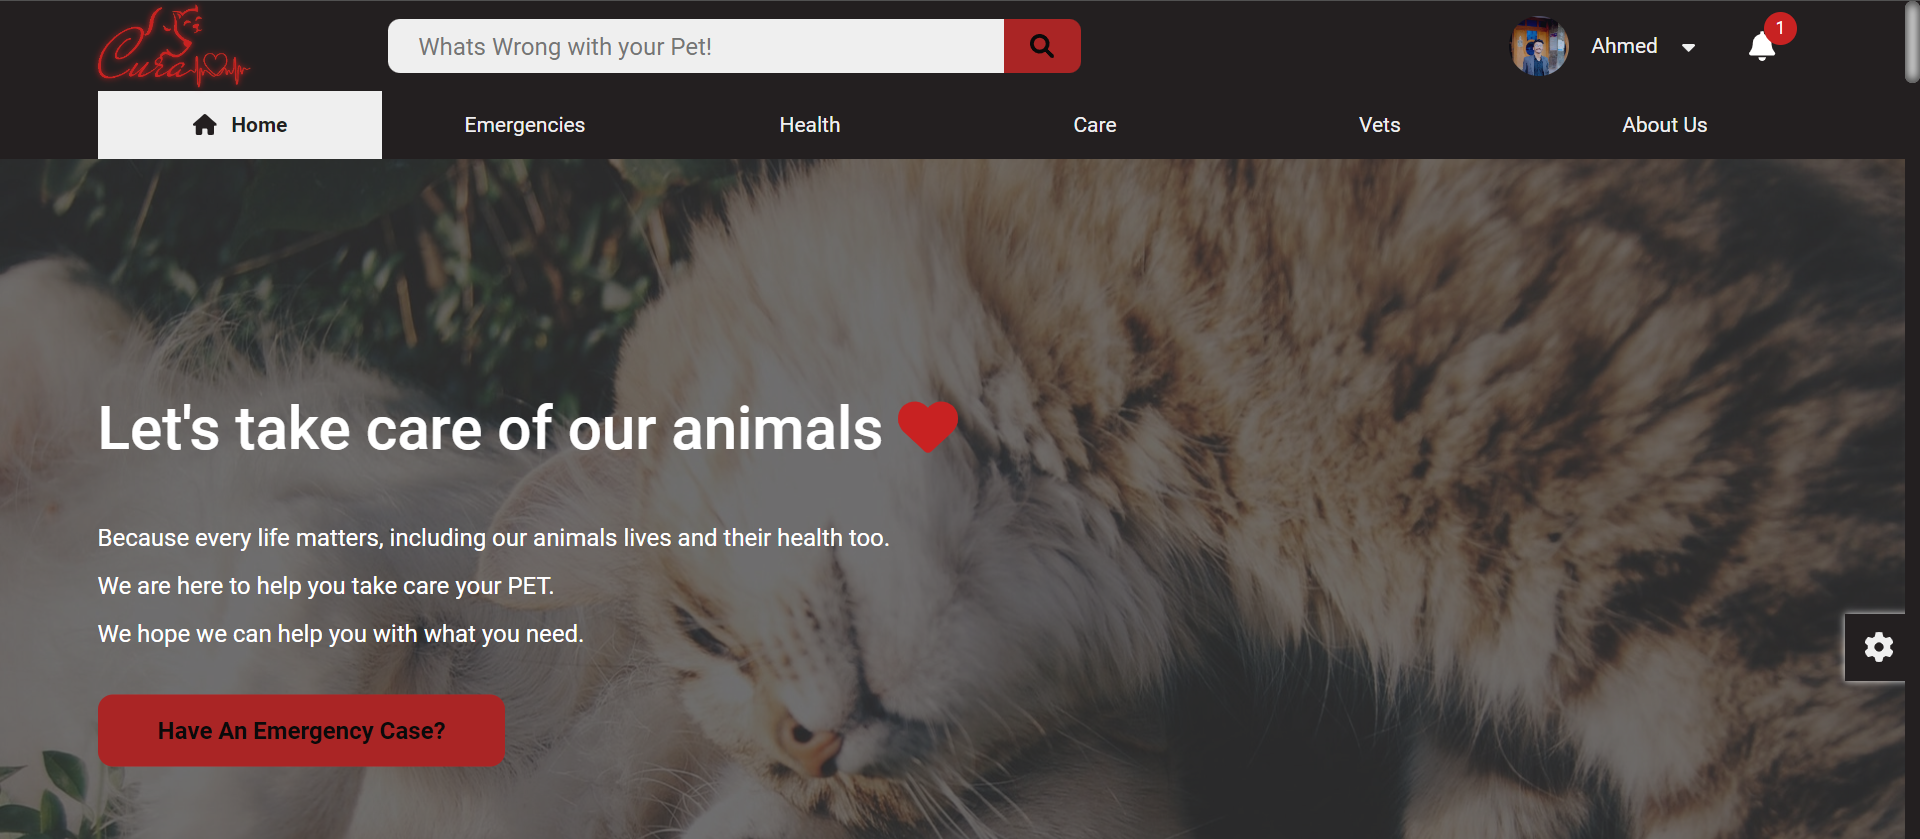 Cura
Whats Wrong with your Pet!
Ahmed
1
Home
Emergencies
Health
Care
Vets
About Us
Let's take care of our animals
Because every life matters, including our animals lives and their health too.
We are here to help you take care your PET.
We hope we can help you with what you need.
Have An Emergency Case?